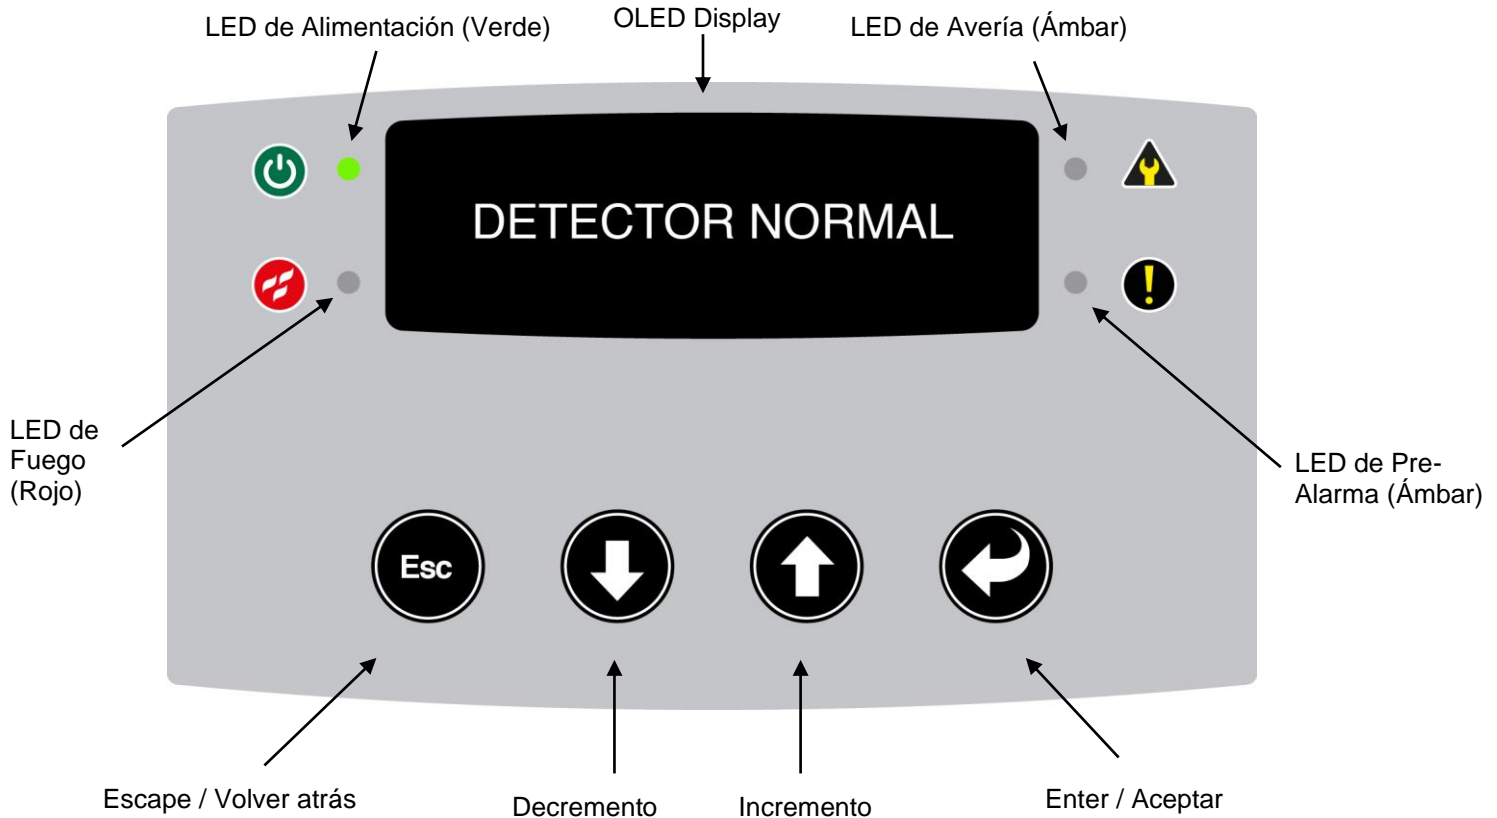 LED de Alimentación (Verde)
OLED Display
LED de Avería (Ámbar)
DETECTOR NORMAL
LED de
Fuego
(Rojo)
LED de Pre-
Alarma (Ámbar)
Esc
Escape / Volver atrás
Decremento
Incremento
Enter / Aceptar